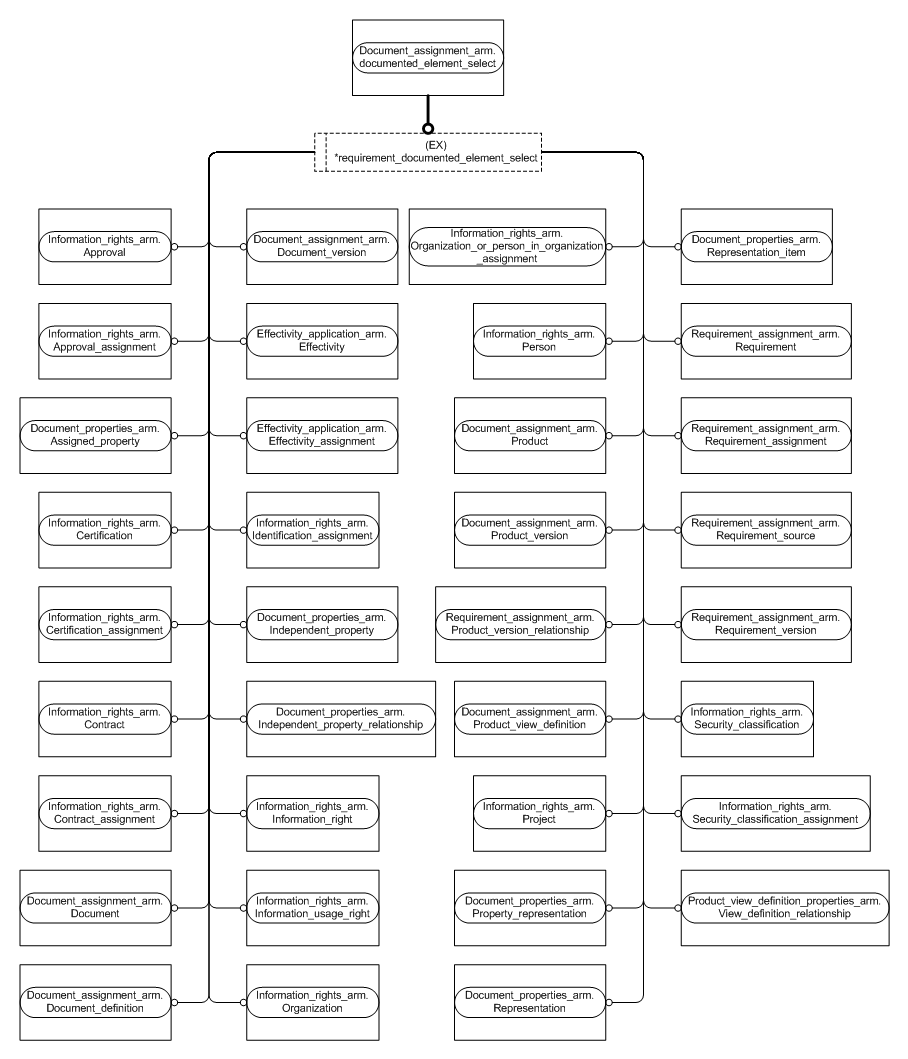 Document_assignment_arm.
documented_element_select
(EX)
*requirement_documented_element_select
Information_rights_arm.
Approval
Document_assignment_arm.
Document_version
Information_rights_arm.
Organization_or_person_in_organization
_assignment
Document_properties_arm.
Representation_item
Information_rights_arm.
Approval_assignment
Effectivity_application_arm.
Effectivity
Information_rights_arm.
Person
Requirement_assignment_arm.
Requirement
Document_properties_arm.
Assigned_property
Effectivity_application_arm.
Effectivity_assignment
Document_assignment_arm.
Product
Requirement_assignment_arm.
Requirement_assignment
Information_rights_arm.
Certification
Information_rights_arm.
Identification_assignment
Document_assignment_arm.
Product_version
Requirement_assignment_arm.
Requirement_source
Information_rights_arm.
Certification_assignment
Document_properties_arm.
Independent_property
Requirement_assignment_arm.
Product_version_relationship
Requirement_assignment_arm.
Requirement_version
Information_rights_arm.
Contract
Document_properties_arm.
Independent_property_relationship
Document_assignment_arm.
Product_view_definition
Information_rights_arm.
Security_classification
Information_rights_arm.
Contract_assignment
Information_rights_arm.
Information_right
Information_rights_arm.
Project
Information_rights_arm.
Security_classification_assignment
Document_assignment_arm.
Document
Information_rights_arm.
Information_usage_right
Document_properties_arm.
Property_representation
Product_view_definition_properties_arm.
View_definition_relationship
Document_assignment_arm.
Document_definition
Information_rights_arm.
Organization
Document_properties_arm.
Representation